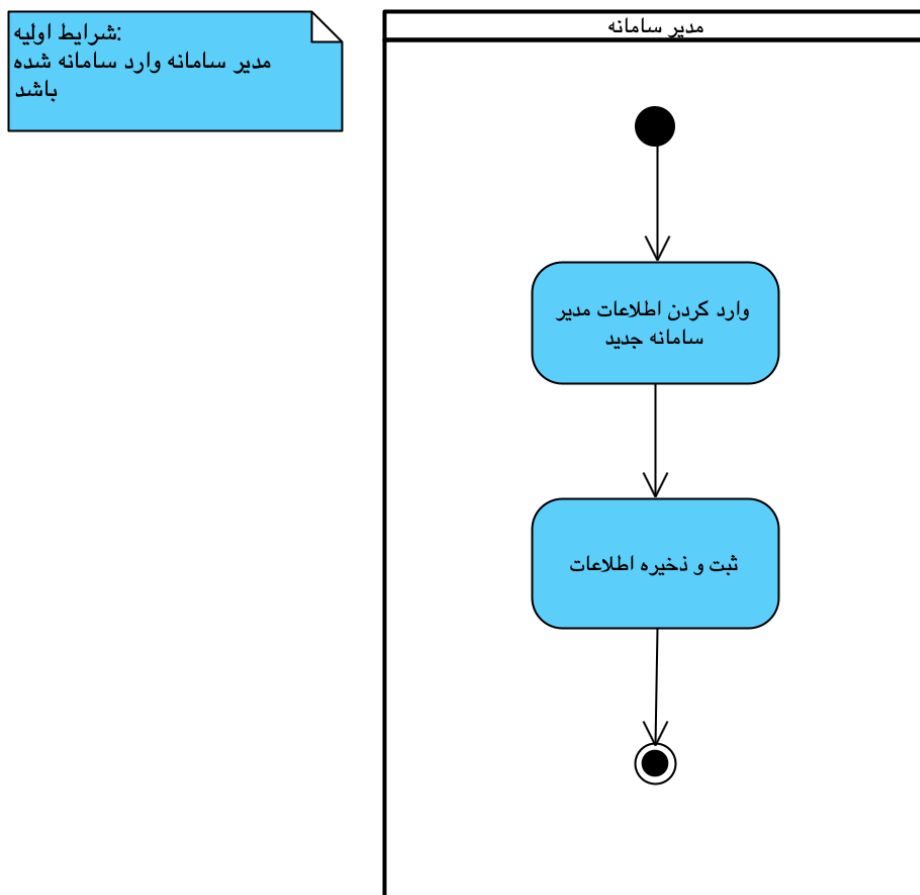 شرایط اولیه:
مدیر سامانه وارد سامانه شده
باشد
مدیر سامانه
وارد کردن اطلاعات مدیر
سامانه جدید
ثبت و ذخیره اطلاعات